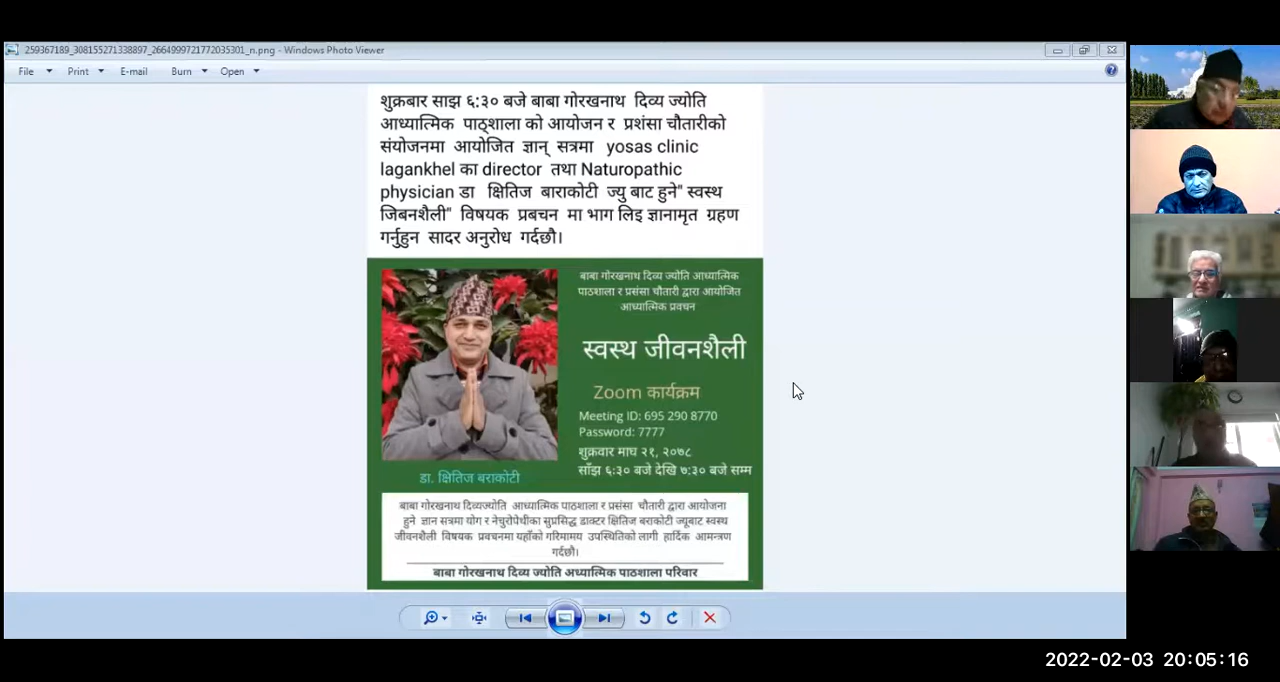 259367189_308155271338897_2664999721772035301_n.png - Windows Photo Viewer
File Print E-mail Burn Open
शुक्रबार साझ ६:३० बजे बाबा गोरखनाथ दिव्य ज्योति
आध्यात्मिक पाठ्शाला को आयोजन र प्रशंसा चौतारीको
संयोजनमा आयोजित ज्ञान् सत्रमा yosas clinic
lagankhel का director तथा Naturopathic
physician डा क्षितिज बाराकोटी ज्यु बाट हुने" स्वस्थ
जिबनशैली" विषयक प्रबचन मा भाग लिइ ज्ञानामृत ग्रहण
गर्नुहुन सादर अनुरोध गर्दछौ।
बाबा गोरखनाथ दिव्य ज्योति आध्यात्मिक
पाठशाला र प्रसंसा चौतारी द्वारा आयोजित
आध्यात्मिक प्रवचन
स्वस्थ जीवनशैली
Zoom कार्यक्रम
Meeting ID: 695 290 8770
Password: 7777
शुक्रवार माघ २१, २०७८
साँझ ६:३० बजे देखि ७:३० बजे सम्म
डा. क्षितिज बराकोटी
बाबा गोरखनाथ दिव्यज्योति आध्यात्मिक पाठशाला र प्रसंसा चौतारी द्वारा आयोजना
हुने ज्ञान सत्रमा योग र नेचुरोपेथीका सुप्रसिद्ध डाक्टर क्षितिज बराकोटी ज्यूबाट स्वस्थ
जीवनशैली विषयक प्रवचनमा यहाँको गरिमामय उपस्थितिको लागी हार्दिक आमन्त्रण
गर्दछौ।
बाबा गोरखनाथ दिव्य ज्योति अध्यात्मिक पाठशाला परिवार
2022-02-03 20:05:16